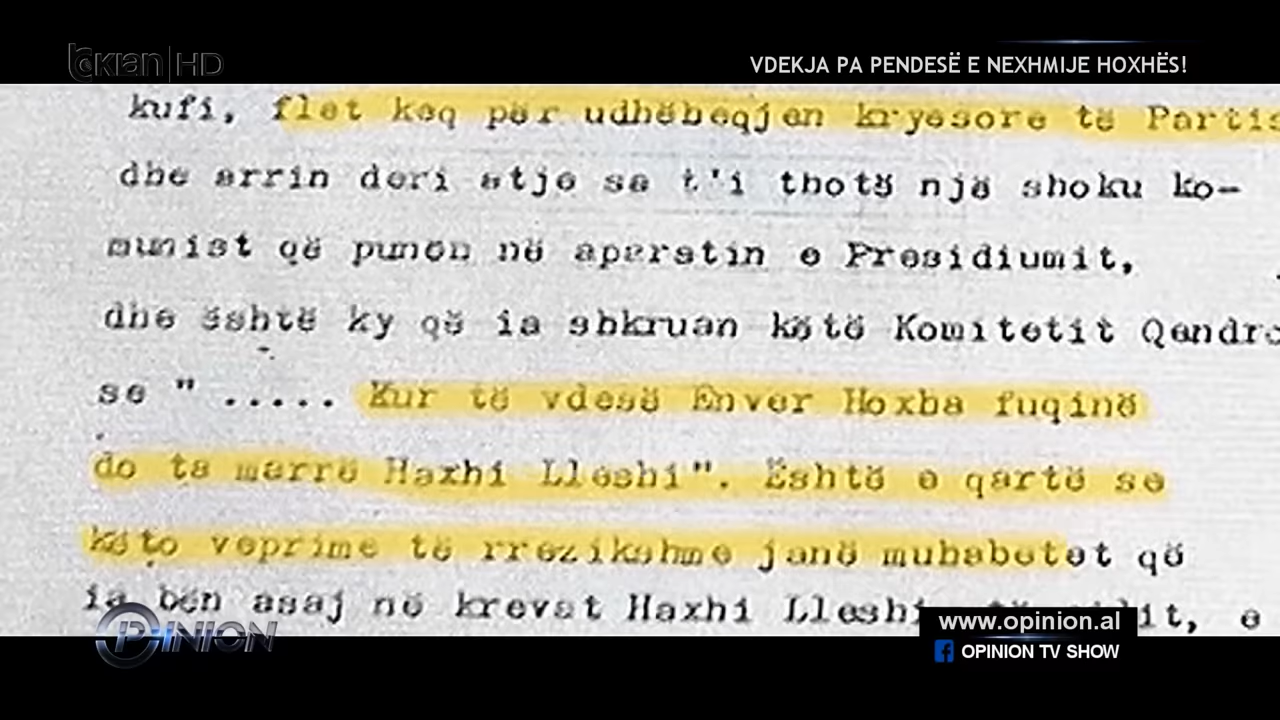 klan HD
VDEKJA PA PENDESË E NEXHMIJE HOXHËS!
kufi, flet keq për udhëheqjen kryesore të
dhe arrin deri atje sa t'i thotë një shoku ko-
munist që punon në aparatin e Presidiumit,
dhe është ky që ia shkruan këtë Komitetit
se " ..... Kur të vdesë Enver Hoxha fuqinë
do ta marrë Haxhi Lleshi". Është e qartë se
këto veprime të rrezikshme janë muhabetet që
ia bën asaj në krevat Haxhi Lleshi, e
OPINION
www.opinion.al
OPINION TV SHOW